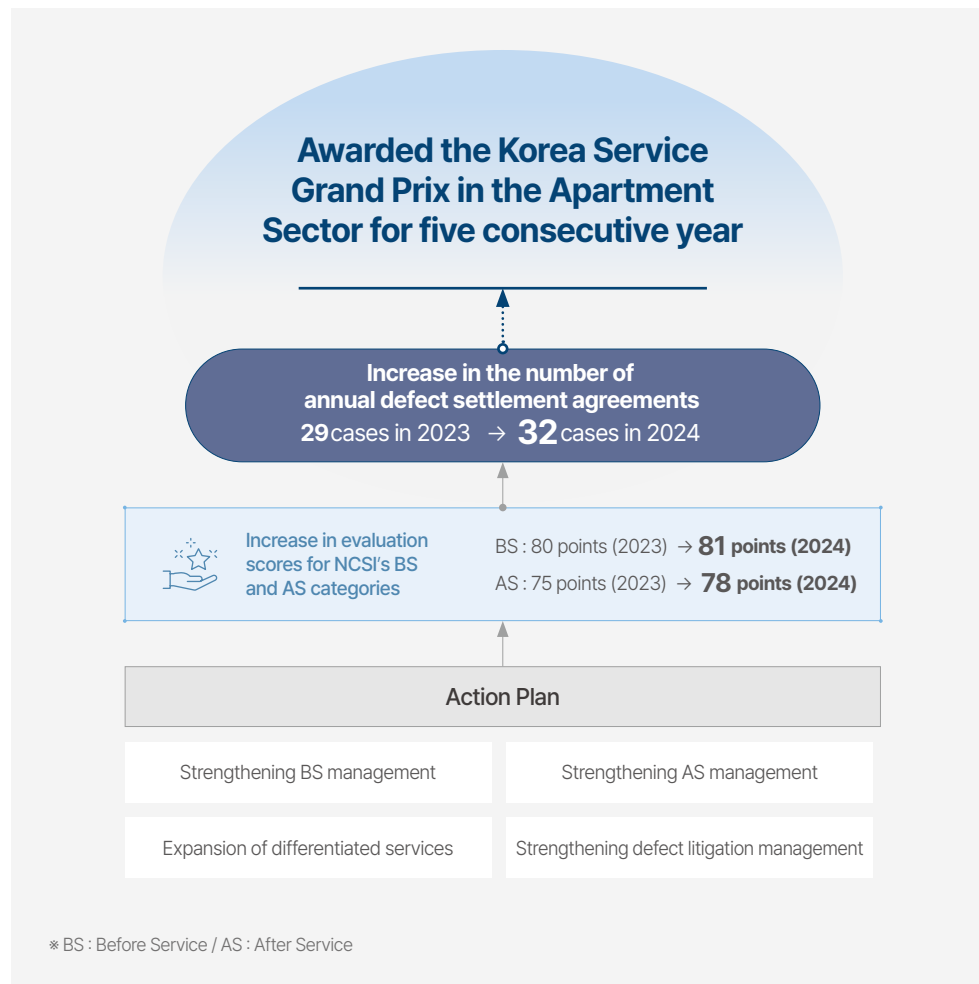 Awarded the Korea Service
Grand Prix in the Apartment
Sector for five consecutive year
Increase in the number of
annual defect settlement agreements
29 cases in 2023 → 32 cases in 2024
Increase in evaluation
scores for NCSI's BS
and AS categories
BS : 80 points (2023) → 81 points (2024)
AS : 75 points (2023) → 78 points (2024)
Action Plan
Strengthening BS management
Strengthening AS management
Expansion of differentiated services
Strengthening defect litigation management
※ BS : Before Service / AS : After Service